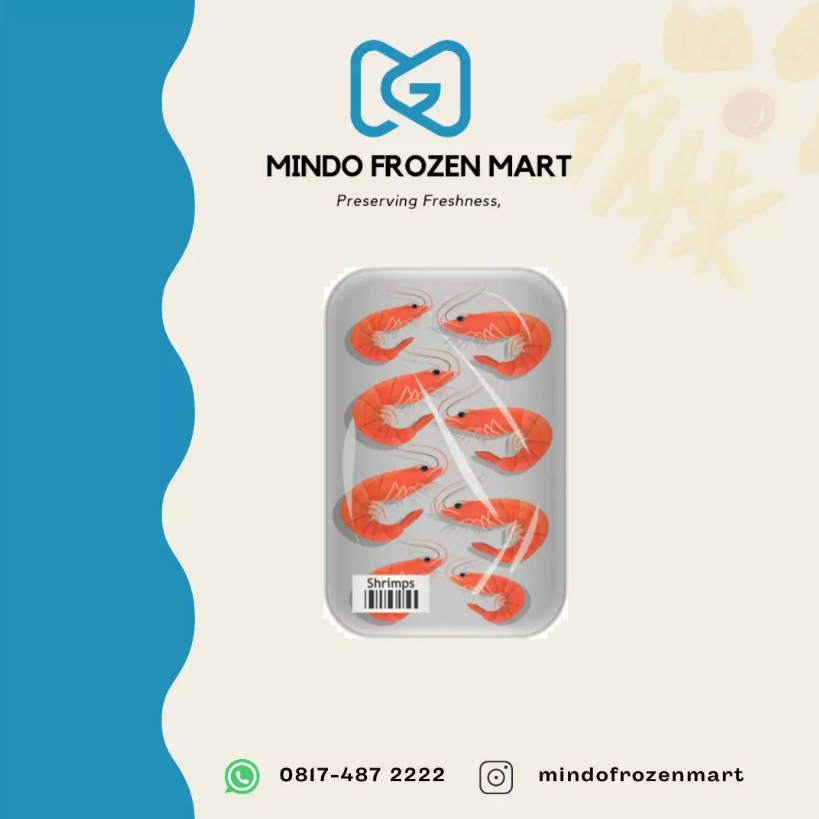 MINDO FROZEN MART
Preserving Freshness,
Shrimps
0817-487 2222
mindofrozenmart